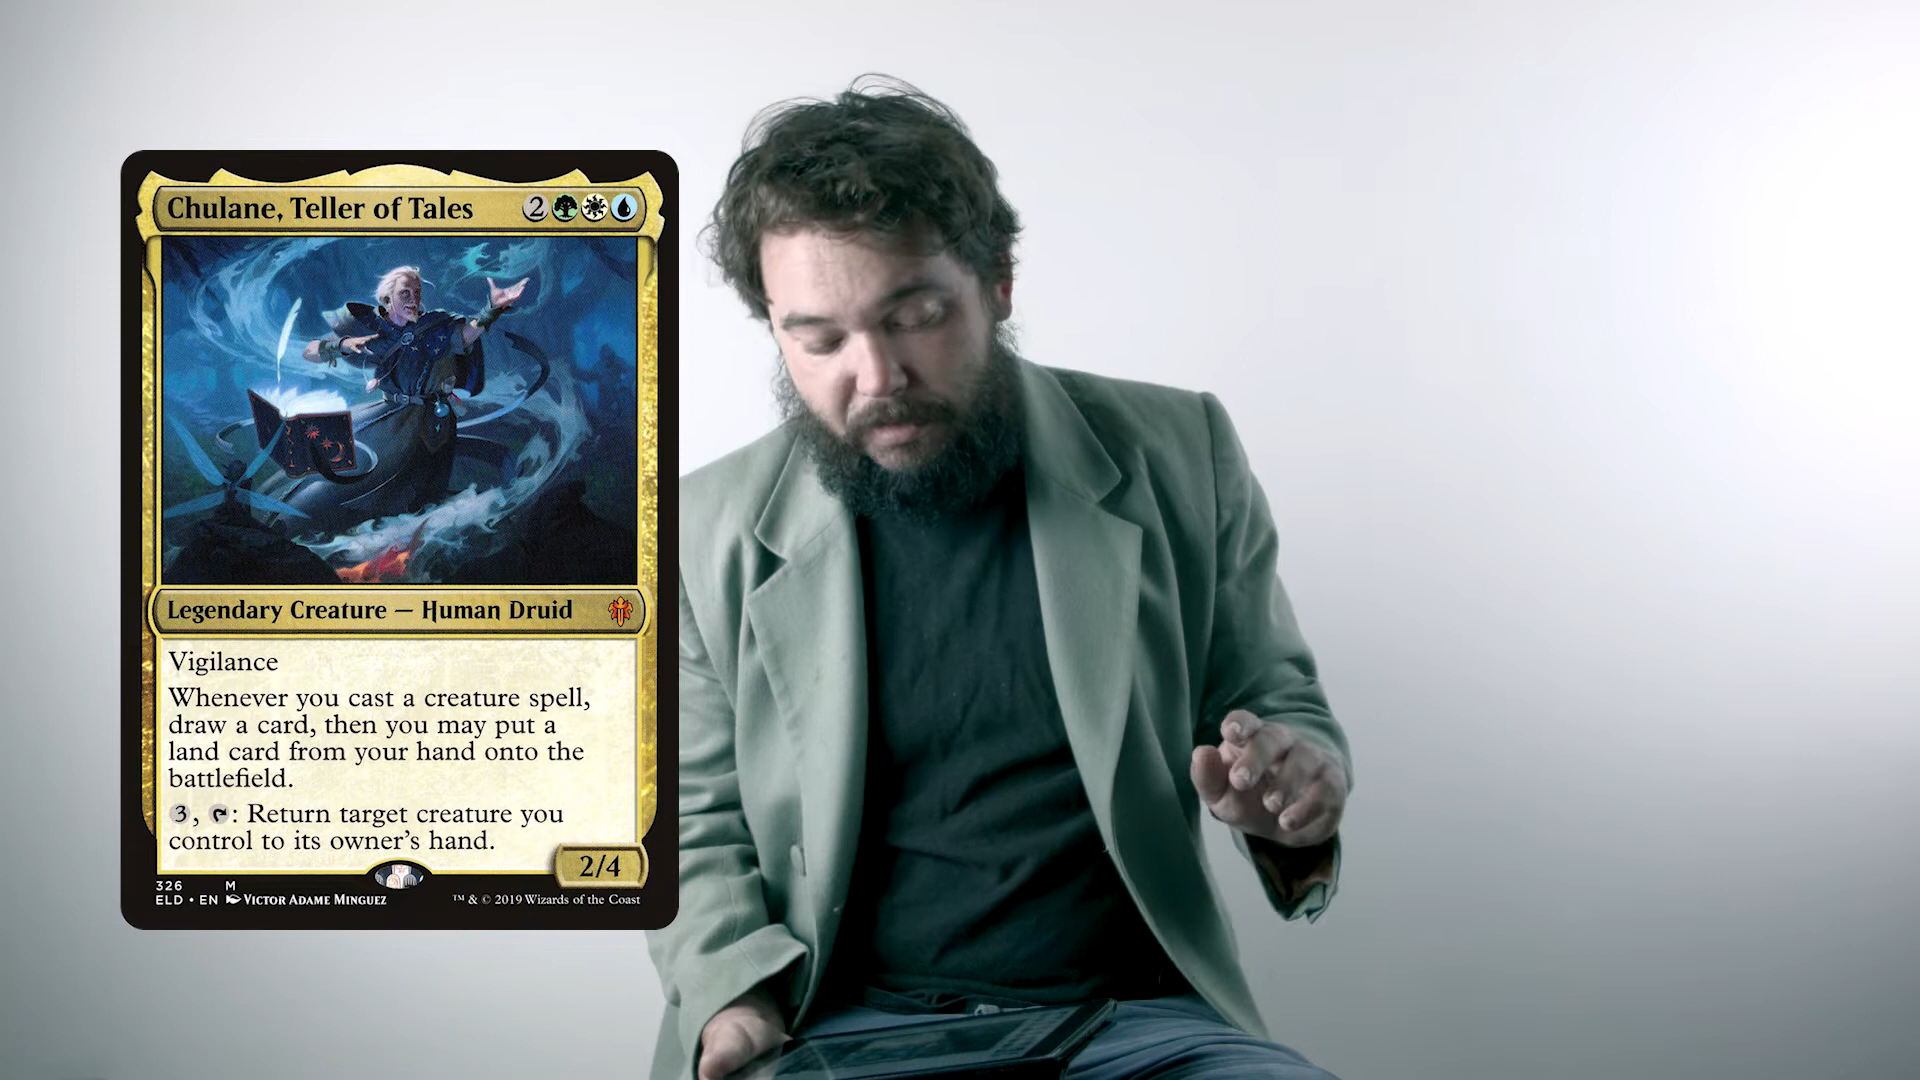 Chulane, Teller of Tales 2
Legendary Creature — Human Druid
Vigilance
Whenever you cast a creature spell,
draw a card, then you may put a
land card from your hand onto the
battlefield.
3, : Return target creature you
control to its owner's hand.
2/4
326 M
ELD • EN Victor Adame Minguez ™ & © 2019 Wizards of the Coast